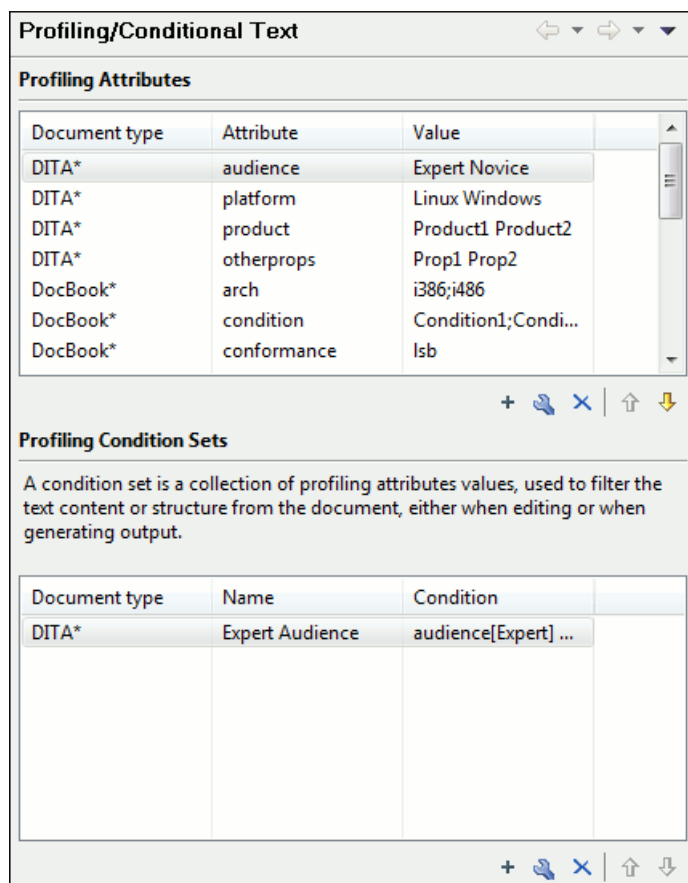 Profiling/Conditional Text
Profiling Attributes
Document type Attribute Value
DITA* audience Expert Novice
DITA* platform Linux Windows
DITA* product Product1 Product2
DITA* otherprops Prop1 Prop2
DocBook* arch i386;i486
DocBook* condition Condition1;Condi...
DocBook* conformance lsb
Profiling Condition Sets
A condition set is a collection of profiling attributes values, used to filter the
text content or structure from the document, either when editing or when
generating output.
Document type Name Condition
DITA* Expert Audience audience[Expert] ...